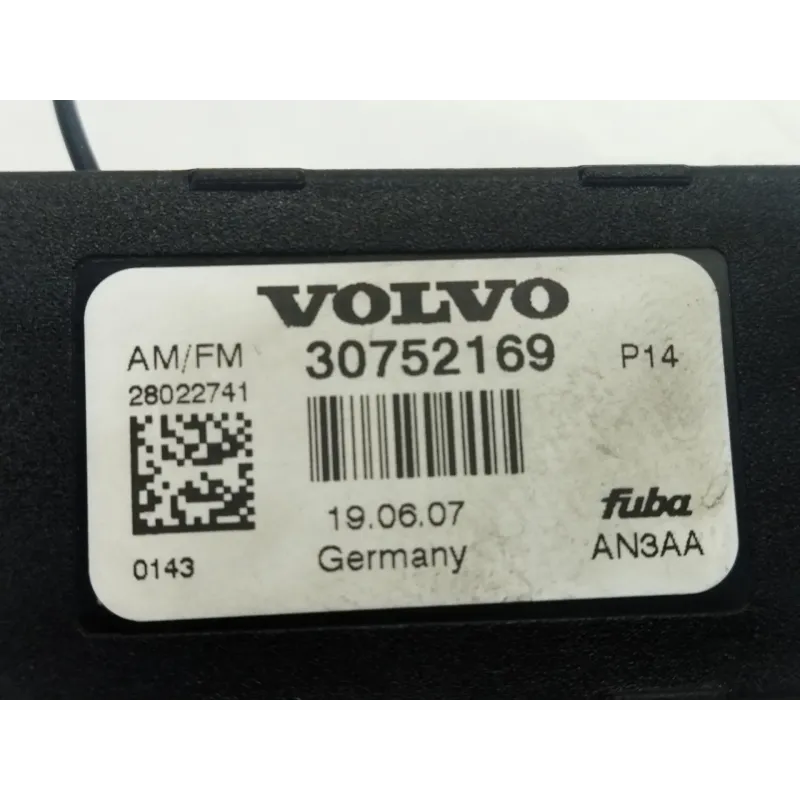 VOLVO
AM/FM 30752169 P14
28022741
19.06.07 fuba
0143 Germany AN3AA